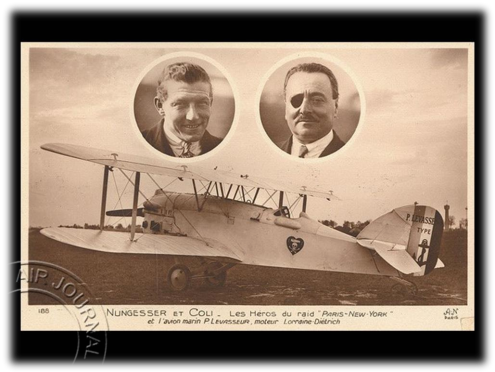 P. LEVASSEUR
TYPE
188
NUNGESSER ET COLI _ LES HÉROS DU RAID "PARIS-NEW-YORK"
et l'avion marin P. LEVASSEUR, moteur Lorraine-Diétrich
A.N
PARIS
AIR JOURNAL